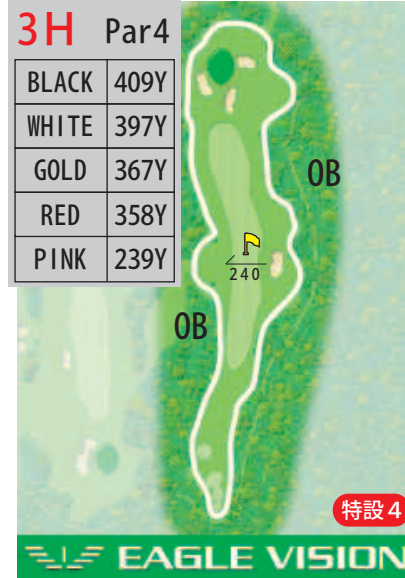 3H Par4
BLACK 409Y
WHITE 397Y
GOLD 367Y
RED 358Y
PINK 239Y
OB
240
OB
特設4
EAGLE VISION